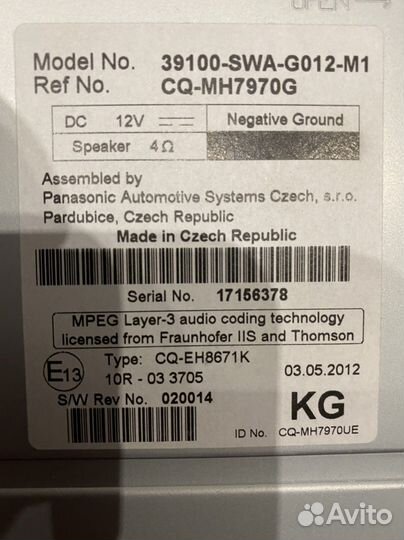 OPEN
Model No. 39100-SWA-G012-M1
Ref No. CQ-MH7970G
DC 12V Negative Ground
Speaker 4Ω
Assembled by
Panasonic Automotive Systems Czech, s.r.o.
Pardubice, Czech Republic
Made in Czech Republic
Serial No. 17156378
MPEG Layer-3 audio coding technology
licensed from Fraunhofer IIS and Thomson
E13
Type: CQ-EH8671K
10R - 03 3705
03.05.2012
S/W Rev No. 020014
KG
ID No. CQ-MH7970UE
Avito